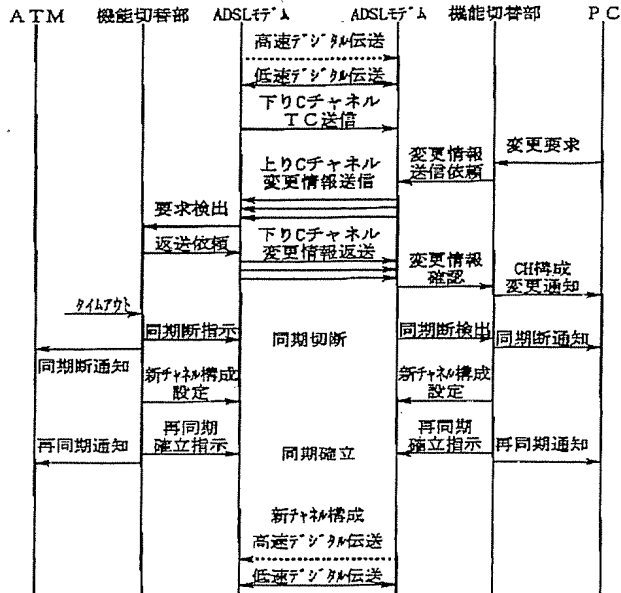 ATM 機能切替部 ADSLモデム ADSLモデム 機能切替部 PC
高速デジタル伝送
低速デジタル伝送
下りCチャネル
TC送信
変更要求
変更情報
送信依頼
上りCチャネル
変更情報送信
要求検出
返送依頼
下りCチャネル
変更情報返送
変更情報
確認
CH構成
変更通知
タイムアウト
同期断指示
同期切断
同期断検出
同期断通知
同期断通知
新チャネル構成
設定
新チャネル構成
設定
再同期
確立指示
再同期通知
同期確立
再同期
確立指示
再同期通知
新チャネル構成
高速デジタル伝送
低速デジタル伝送